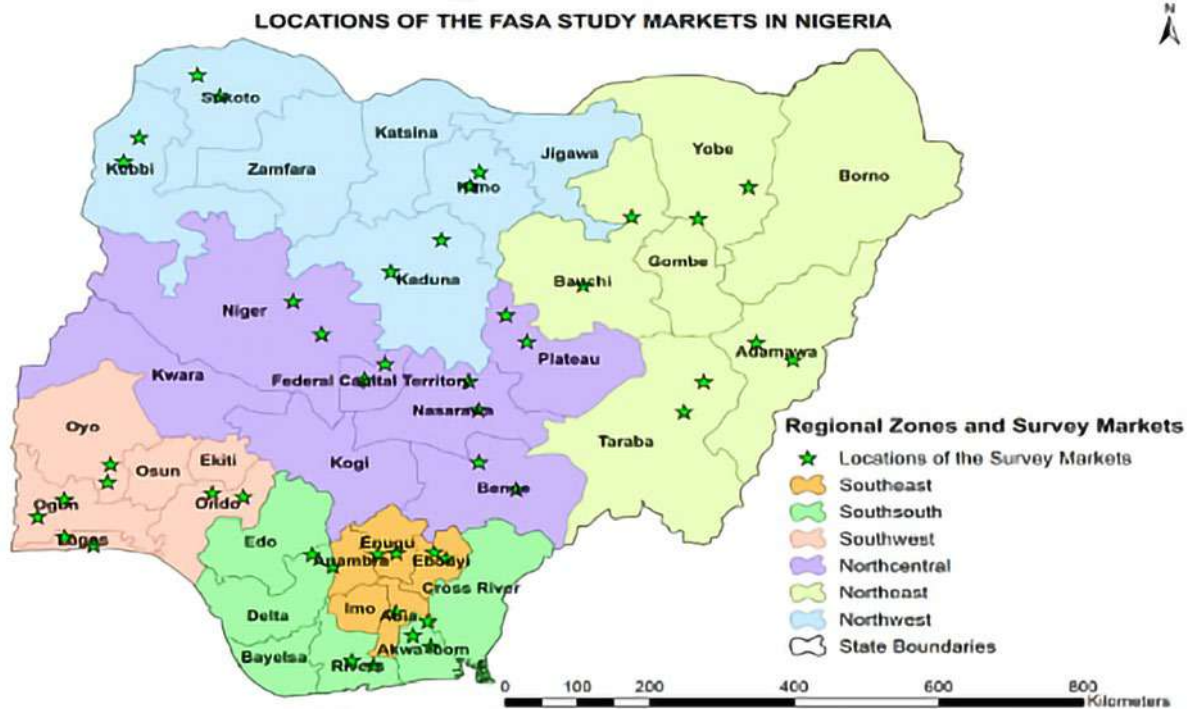 LOCATIONS OF THE FASA STUDY MARKETS IN NIGERIA
N
Sokoto
Katsina
Jigawa
Yobe
Borno
Kebbi
Zamfara
Kano
Gombe
Kaduna
Bauchi
Niger
Adamawa
Plateau
Kwara
Federal Capital Territory
Nasarawa
Taraba
Oyo
Osun
Ekiti
Kogi
Benue
Ogun
Ondo
Lagos
Edo
Enugu
Anambra
Ebonyi
Cross River
Imo
Abia
Delta
Akwa-Ibom
Bayelsa
Rivers
Regional Zones and Survey Markets
Locations of the Survey Markets
Southeast
Southsouth
Southwest
Northcentral
Northeast
Northwest
State Boundaries
0 100 200 400 600 800
Kilometers